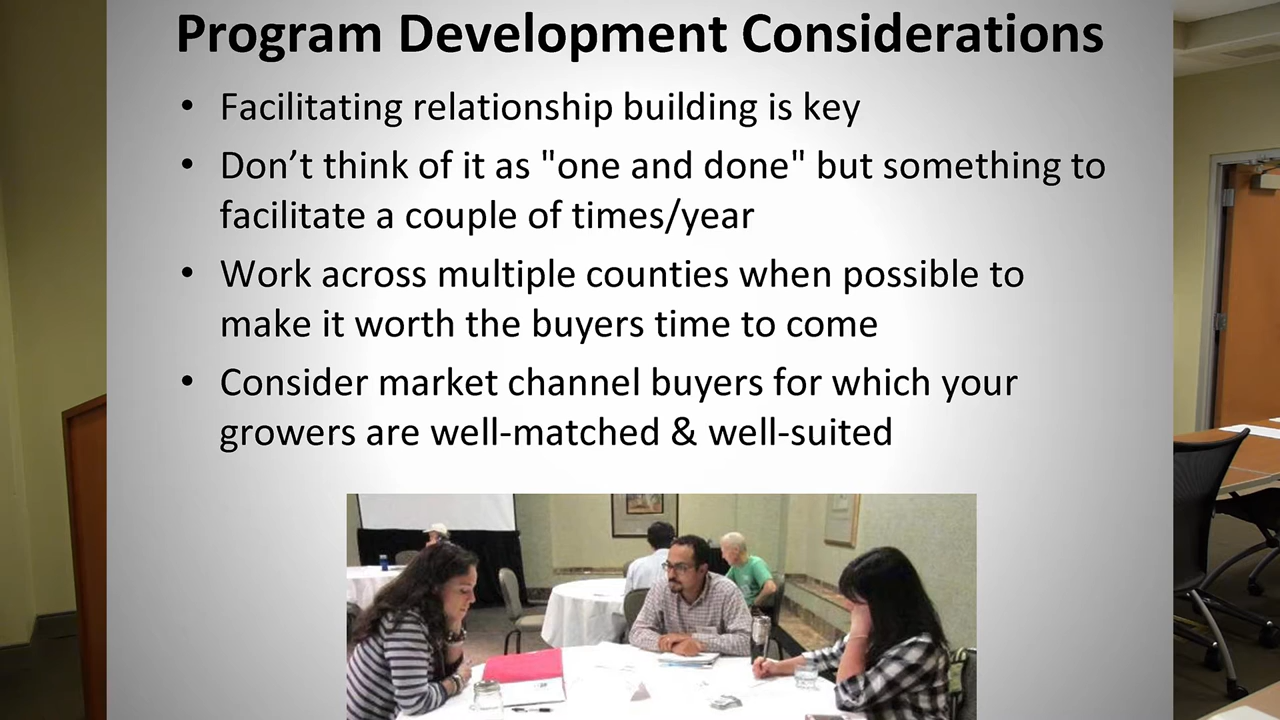 Program Development Considerations
• Facilitating relationship building is key
• Don’t think of it as "one and done" but something to
facilitate a couple of times/year
• Work across multiple counties when possible to
make it worth the buyers time to come
• Consider market channel buyers for which your
growers are well-matched & well-suited